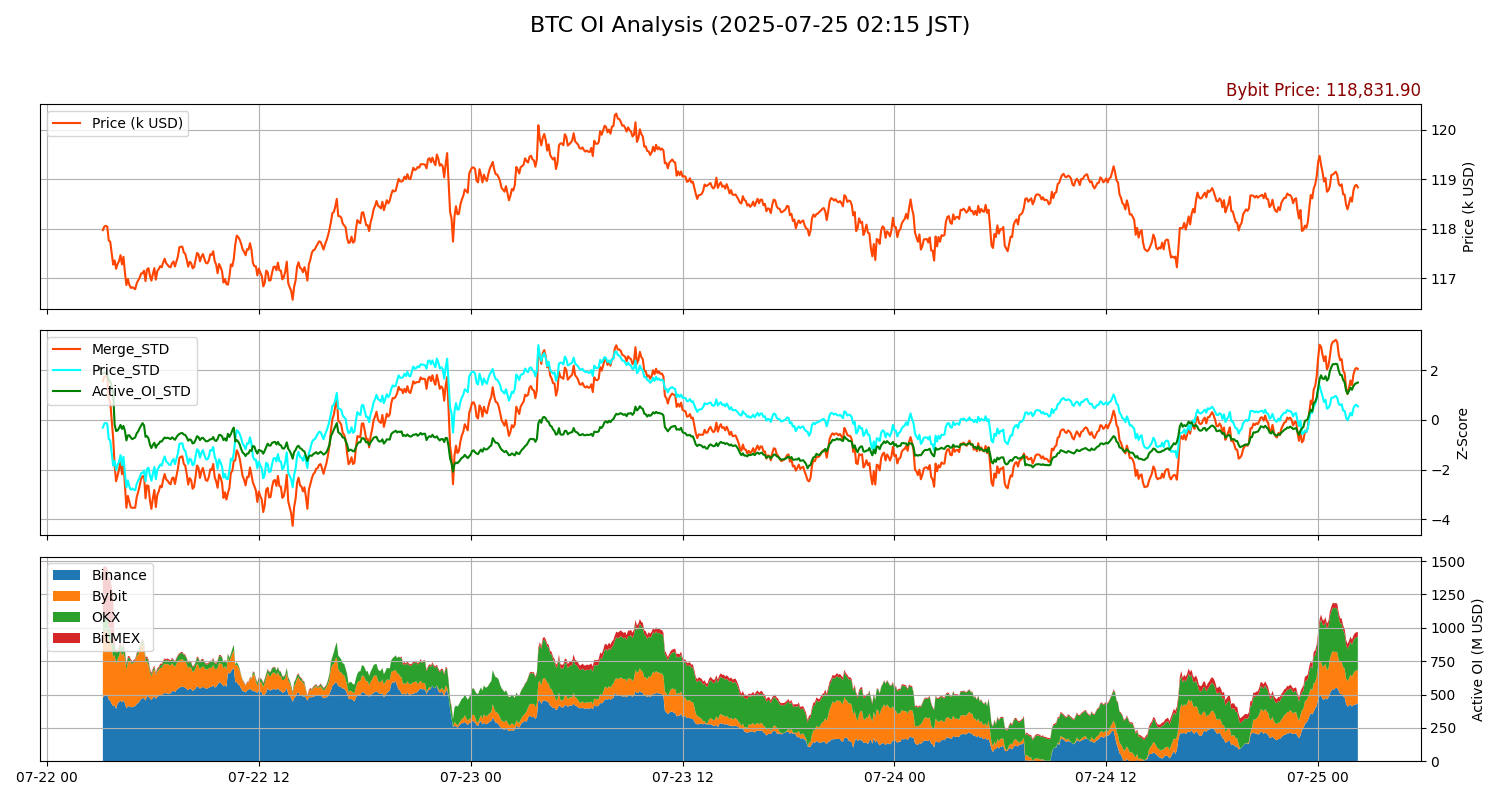 BTC OI Analysis (2025-07-25 02:15 JST)
Bybit Price: 118,831.90
Price (k USD)
120
119
118
117
Price (k USD)
Merge_STD
Price_STD
Active_OI_STD
2
0
−2
−4
Z-Score
Binance
Bybit
OKX
BitMEX
1500
1250
1000
750
500
250
0
Active OI (M USD)
07-22 00
07-22 12
07-23 00
07-23 12
07-24 00
07-24 12
07-25 00